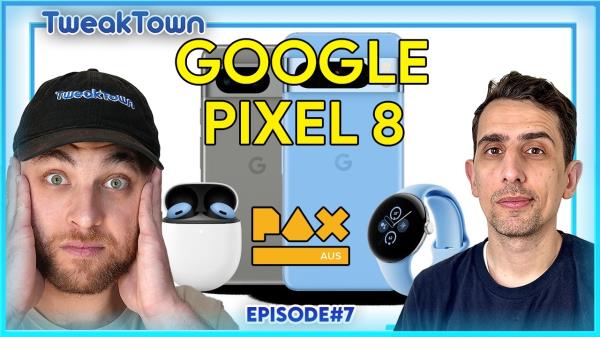 TweakTown
GOOGLE
PIXEL 8
TweakTown
G
G
PAX
AUS
EPISODE#7